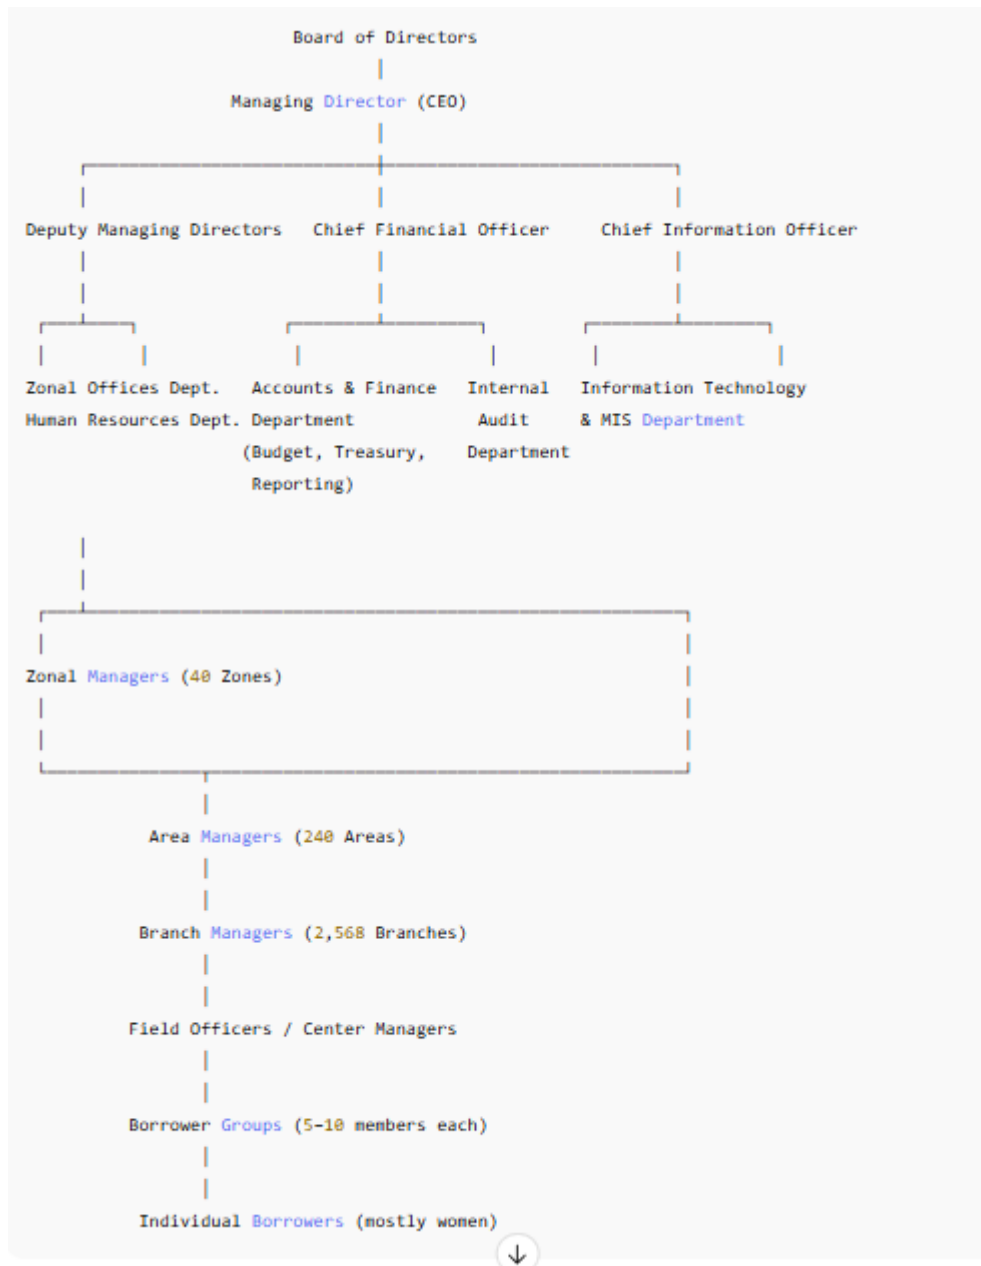 Board of Directors
Managing Director (CEO)
Deputy Managing Directors Chief Financial Officer Chief Information Officer
Zonal Offices Dept. Accounts & Finance Internal Information Technology
Human Resources Dept. Department Audit & MIS Department
(Budget, Treasury, Department
Reporting)
Zonal Managers (40 Zones)
Area Managers (240 Areas)
Branch Managers (2,568 Branches)
Field Officers / Center Managers
Borrower Groups (5–10 members each)
Individual Borrowers (mostly women)